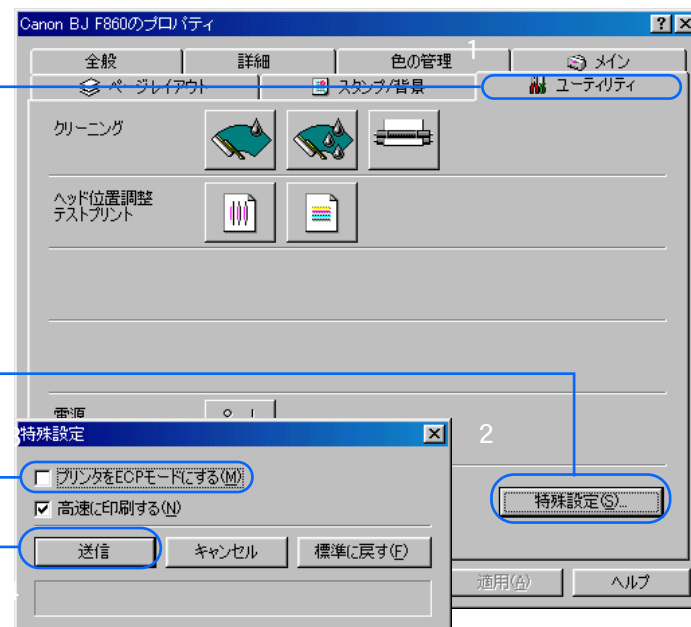 Canon BJ F860のプロパティ
全般 詳細 色の管理 1 メイン
ページレイアウト スタンプ/背景 ユーティリティ
クリーニング
ヘッド位置調整
テストプリント
電源
特殊設定
2
プリンタをECPモードにする(M)
高速に印刷する(N)
特殊設定(S)...
送信 キャンセル 標準に戻す(F)
適用(A) ヘルプ